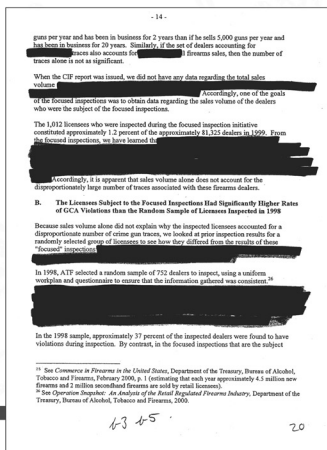 - 14 -
guns per year and has been in business for 2 years than if he sells 5,000 guns per year and
has been in business for 20 years. Similarly, if the set of dealers accounting for
traces also accounts for l firearms sales, then the number of
traces alone is not as significant.
When the CIF report was issued, we did not have any data regarding the total sales
volume
Accordingly, one of the goals
of the focused inspections was to obtain data regarding the sales volume of the dealers
who were the subject of the focused inspections.
The 1,012 licensees who were inspected during the focused inspection initiative
constituted approximately 1.2 percent of the approximately 81,325 dealers in 1999. From
the focused inspections, we have learned th
Accordingly, it is apparent that sales volume alone does not account for the
disproportionately large number of traces associated with these firearms dealers.
B. The Licensees Subject to the Focused Inspections Had Significantly Higher Rates
of GCA Violations than the Random Sample of Licensees Inspected in 1998
Because sales volume alone did not explain why the inspected licensees accounted for a
disproportionate number of crime gun traces, we looked at prior inspection results for a
randomly selected group of licensees to see how they differed from the results of these
"focused" inspections
In 1998, ATF selected a random sample of 752 dealers to inspect, using a uniform
workplan and questionnaire to ensure that the information gathered was consistent.26
In the 1998 sample, approximately 37 percent of the inspected dealers were found to have
violations during inspection. By contrast, in the focused inspections that are the subject
25 See Commerce in Firearms in the United States, Department of the Treasury, Bureau of Alcohol,
Tobacco and Firearms, February 2000, p. 1 (estimating that each year approximately 4.5 million new
firearms and 2 million secondhand firearms are sold by retail licensees).
26 See Operation Snapshot: An Analysis of the Retail Regulated Firearms Industry, Department of the
Treasury, Bureau of Alcohol, Tobacco and Firearms, 2000.
b3 b5.
20